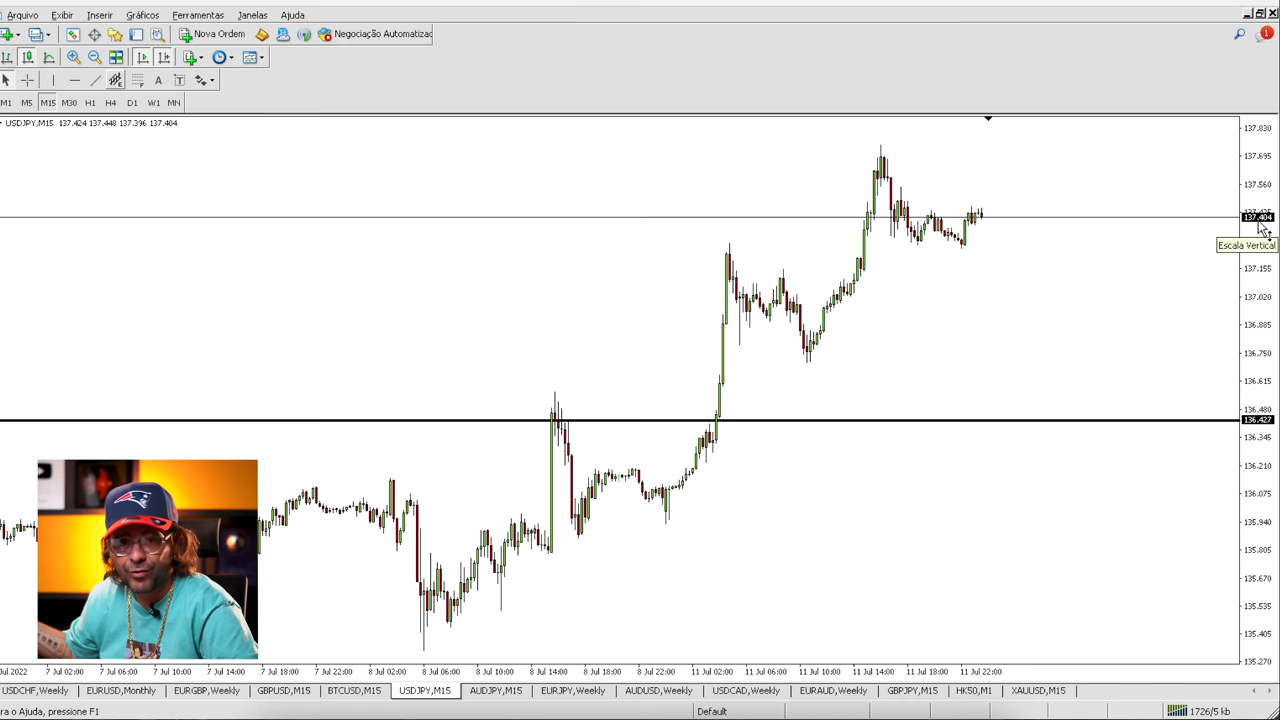 Arquivo Exibir Inserir Gráficos Ferramentas Janelas Ajuda
Nova Ordem Negociação Automatizad
1
A T
M1 M5 M15 M30 H1 H4 D1 W1 MN
USDJPY,M15 137.424 137.448 137.396 137.404
137.830
137.695
137.560
137.404
Escala Vertical
137.155
137.020
136.885
136.750
136.615
136.480
136.427
136.345
136.210
136.075
135.940
135.805
135.670
135.535
135.405
135.270
Jul 2022 7 Jul 02:00 7 Jul 06:00 7 Jul 10:00 7 Jul 14:00 7 Jul 18:00 7 Jul 22:00 8 Jul 02:00 8 Jul 06:00 8 Jul 10:00 8 Jul 14:00 8 Jul 18:00 8 Jul 22:00 11 Jul 02:00 11 Jul 06:00 11 Jul 10:00 11 Jul 14:00 11 Jul 18:00 11 Jul 22:00
USDCHF,Weekly EURUSD,Monthly EURGBP,Weekly GBPUSD,M15 BTCUSD,M15 USDJPY,M15 AUDJPY,M15 EURJPY,Weekly AUDUSD,Weekly USDCAD,Weekly EURAUD,Weekly GBPJPY,M15 HK50,M1 XAUUSD,M15
ra o Ajuda, pressione F1 Default 1726/5 kb